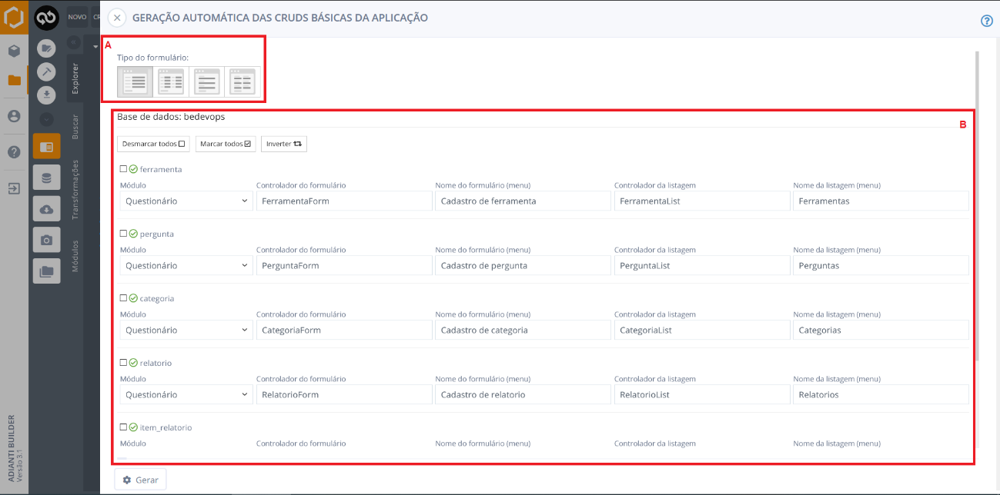 NOVO CR
GERAÇÃO AUTOMÁTICA DAS CRUDS BÁSICAS DA APLICAÇÃO
A
Tipo do formulário:
Base de dados: bedevops
B
Desmarcar todos Marcar todos Inverter
ferramenta
Módulo Controlador do formulário Nome do formulário (menu) Controlador da listagem Nome da listagem (menu)
Questionário FerramentaForm Cadastro de ferramenta FerramentaList Ferramentas
pergunta
Módulo Controlador do formulário Nome do formulário (menu) Controlador da listagem Nome da listagem (menu)
Questionário PerguntaForm Cadastro de pergunta PerguntaList Perguntas
categoria
Módulo Controlador do formulário Nome do formulário (menu) Controlador da listagem Nome da listagem (menu)
Questionário CategoriaForm Cadastro de categoria CategoriaList Categorias
relatorio
Módulo Controlador do formulário Nome do formulário (menu) Controlador da listagem Nome da listagem (menu)
Questionário RelatorioForm Cadastro de relatorio RelatorioList Relatorios
item_relatorio
Módulo Controlador do formulário Nome do formulário (menu) Controlador da listagem Nome da listagem (menu)
Gerar
Explorer
Buscar
Transformações
Módulos
ADIANTI BUILDER
Versão 3.1